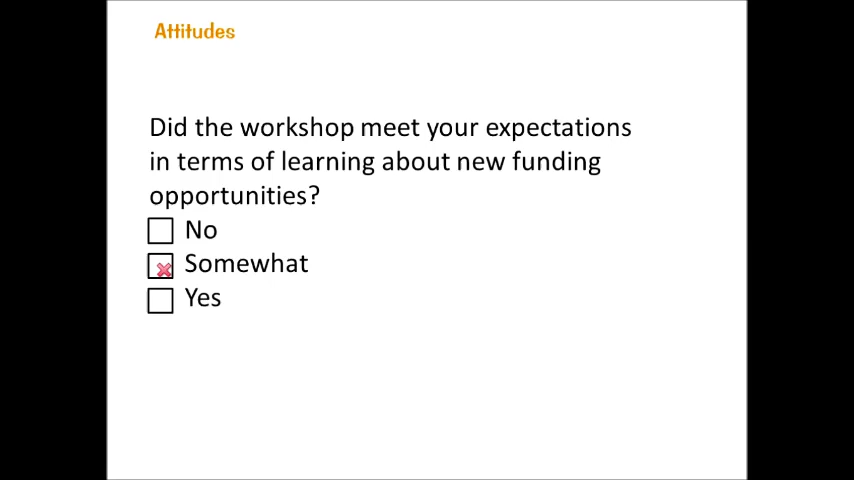 Attitudes
Did the workshop meet your expectations
in terms of learning about new funding
opportunities?
No
Somewhat
Yes